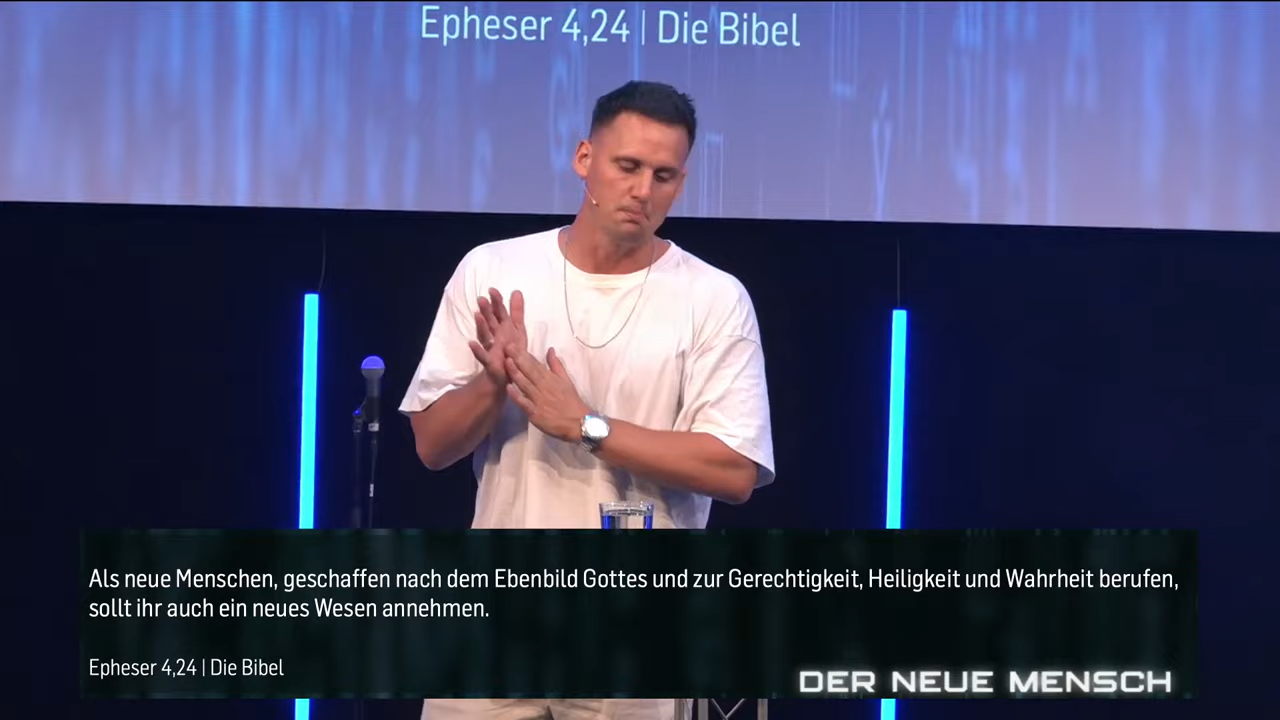 Epheser 4,24 | Die Bibel
Als neue Menschen, geschaffen nach dem Ebenbild Gottes und zur Gerechtigkeit, Heiligkeit und Wahrheit berufen,
sollt ihr auch ein neues Wesen annehmen.
Epheser 4,24 | Die Bibel
DER NEUE MENSCH